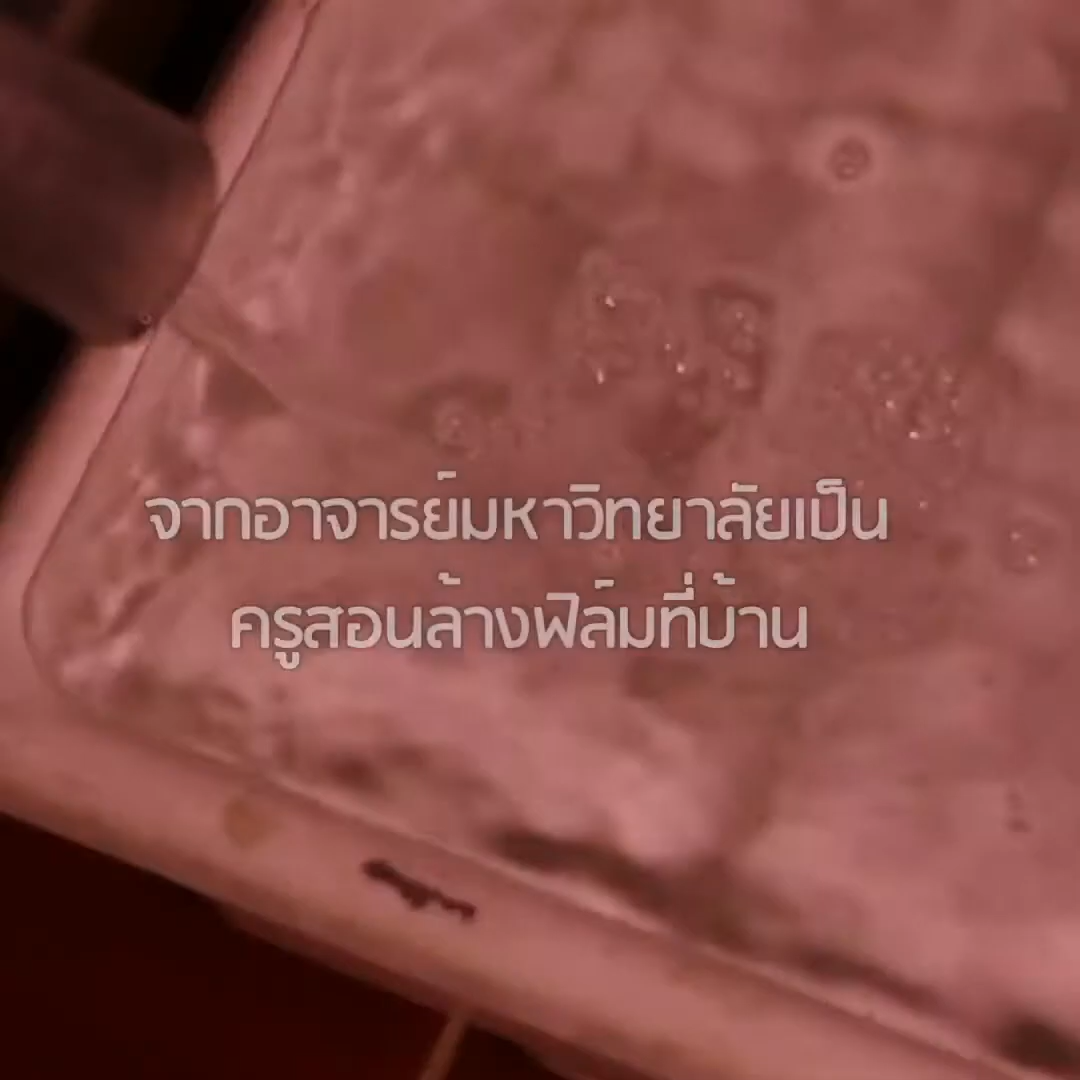 จากอาจารย์มหาวิทยาลัยเป็น
ครูสอนล้างฟิล์มที่บ้าน